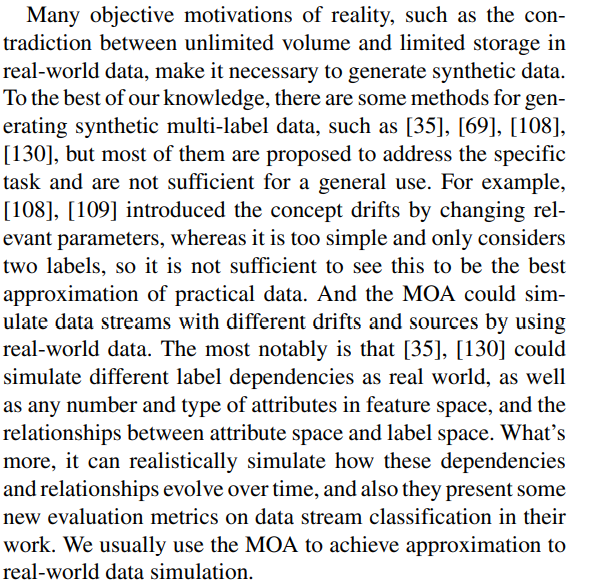 Many objective motivations of reality, such as the con-
tradiction between unlimited volume and limited storage in
real-world data, make it necessary to generate synthetic data.
To the best of our knowledge, there are some methods for gen-
erating synthetic multi-label data, such as [35], [69], [108],
[130], but most of them are proposed to address the specific
task and are not sufficient for a general use. For example,
[108], [109] introduced the concept drifts by changing rel-
evant parameters, whereas it is too simple and only considers
two labels, so it is not sufficient to see this to be the best
approximation of practical data. And the MOA could sim-
ulate data streams with different drifts and sources by using
real-world data. The most notably is that [35], [130] could
simulate different label dependencies as real world, as well
as any number and type of attributes in feature space, and the
relationships between attribute space and label space. What's
more, it can realistically simulate how these dependencies
and relationships evolve over time, and also they present some
new evaluation metrics on data stream classification in their
work. We usually use the MOA to achieve approximation to
real-world data simulation.